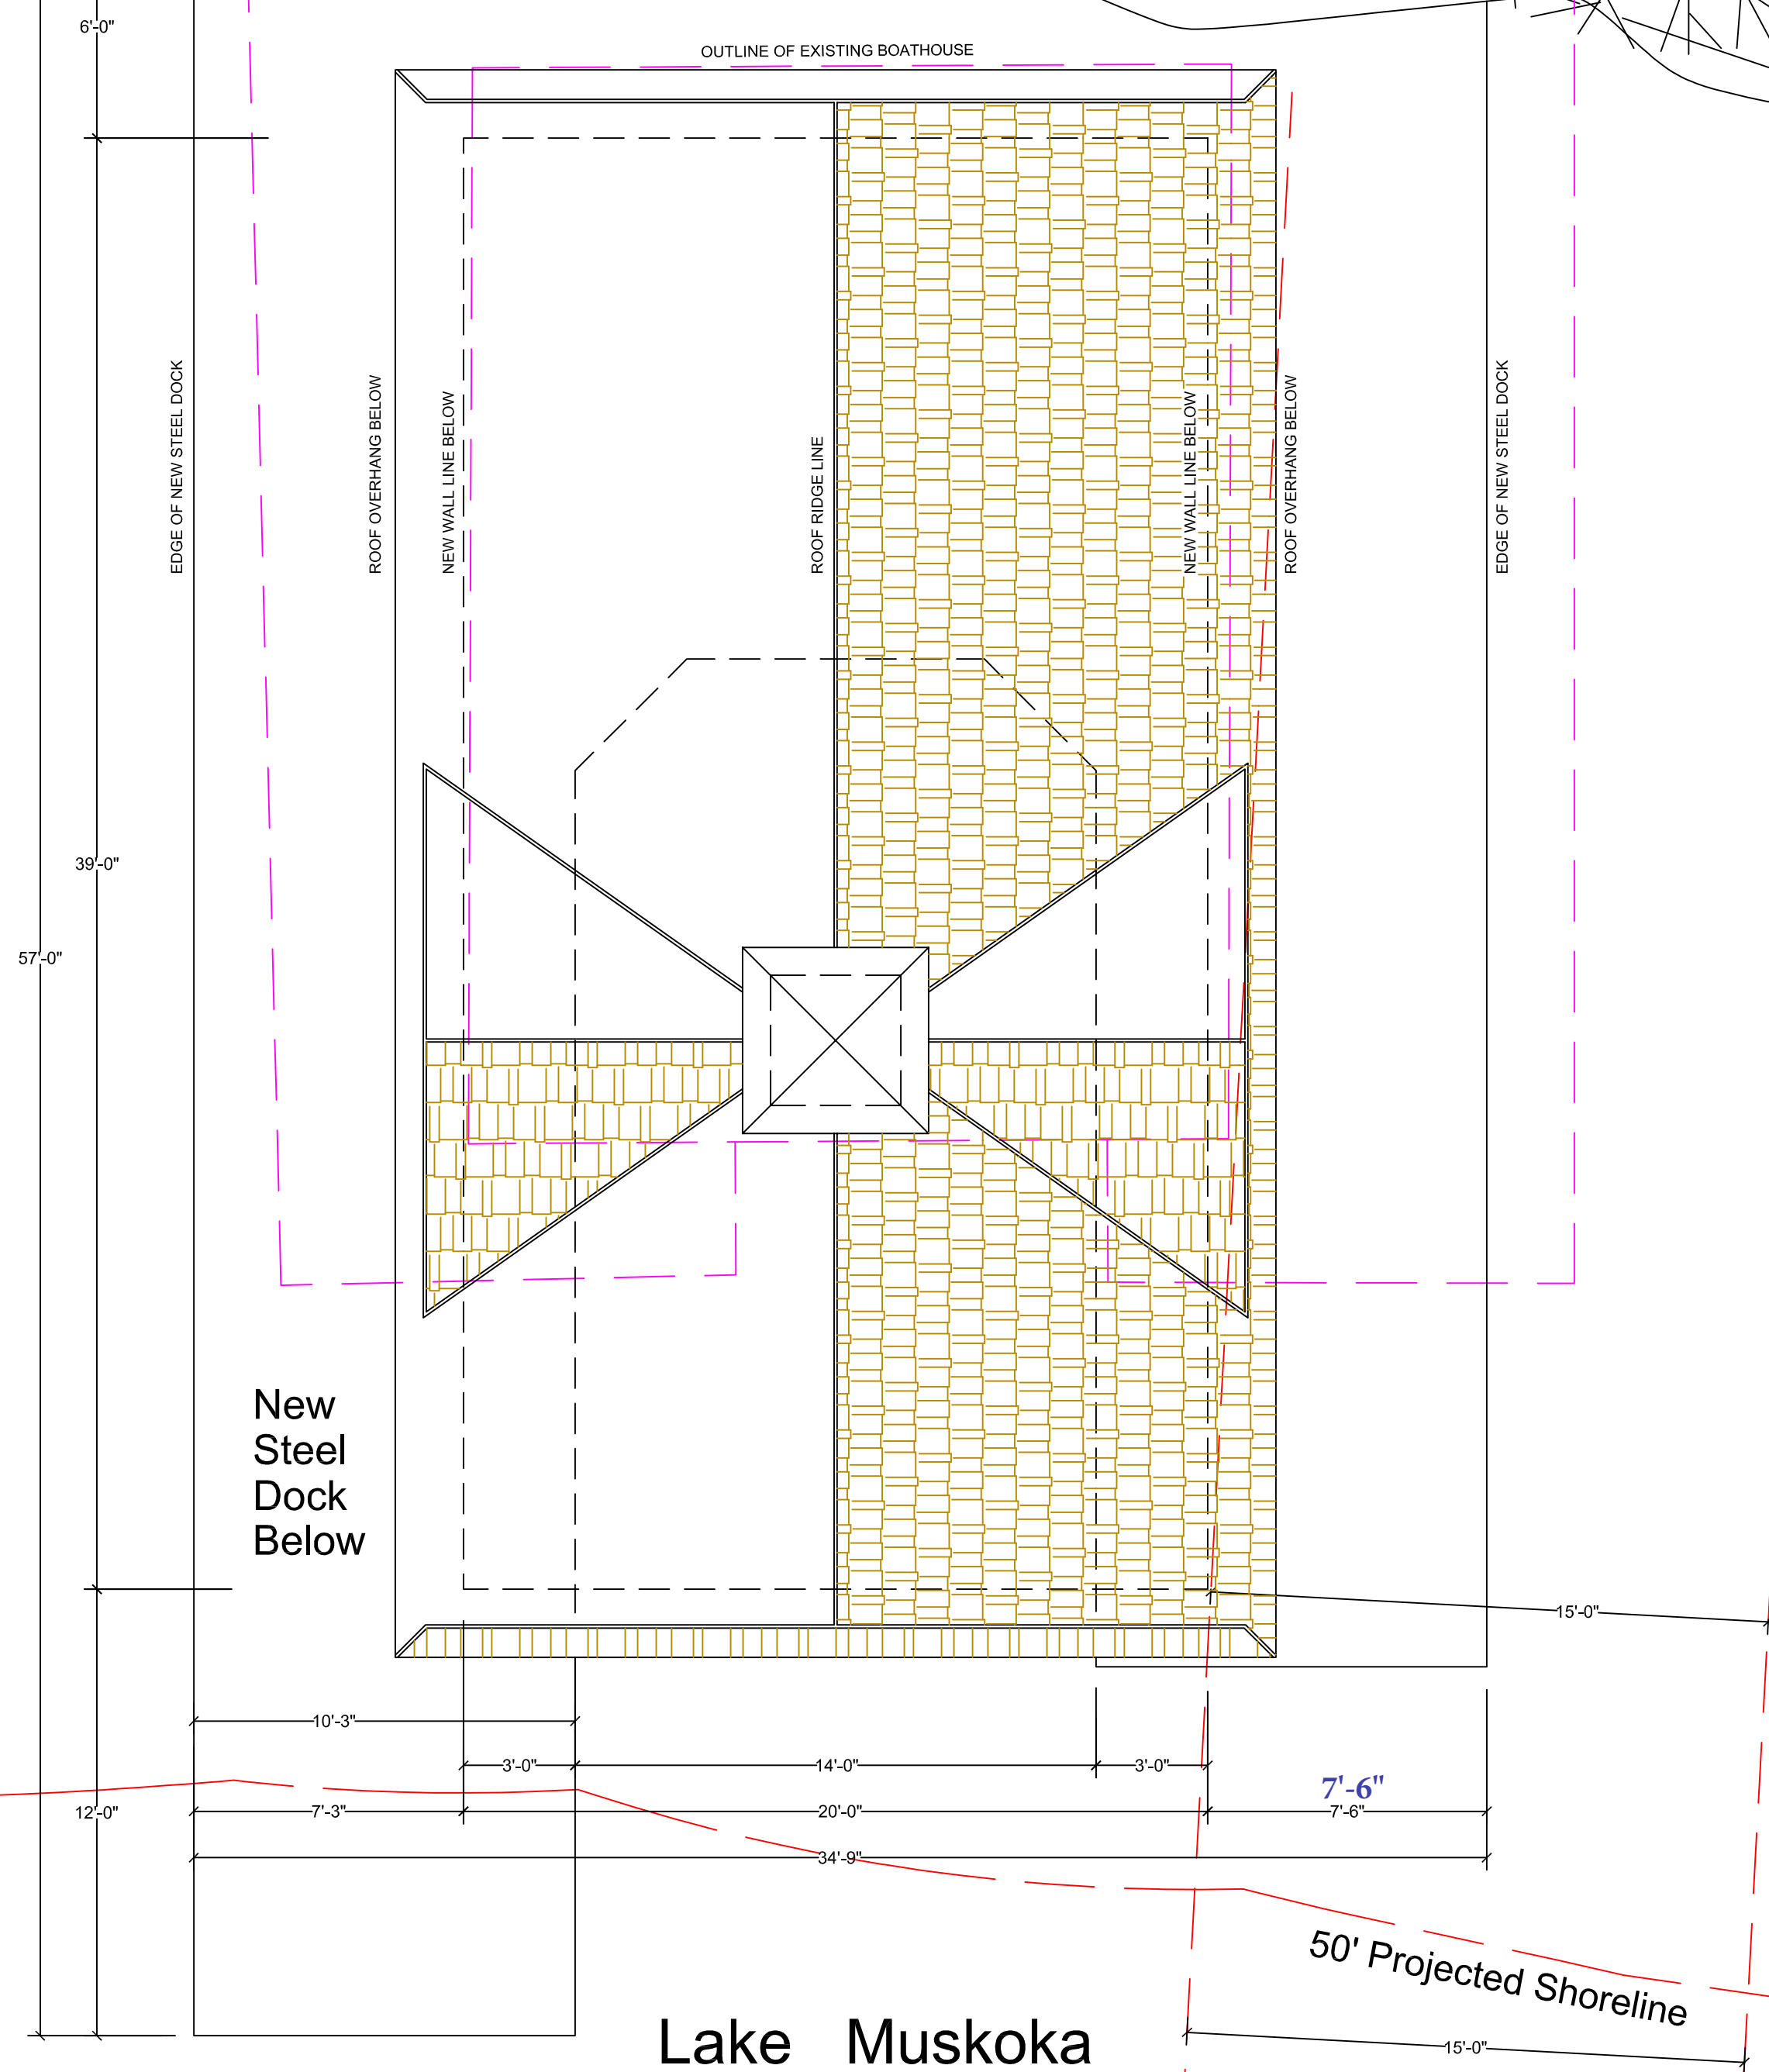 6'-0"
OUTLINE OF EXISTING BOATHOUSE
EDGE OF NEW STEEL DOCK
ROOF OVERHANG BELOW
NEW WALL LINE BELOW
ROOF RIDGE LINE
NEW WALL LINE BELOW
ROOF OVERHANG BELOW
EDGE OF NEW STEEL DOCK
39'-0"
57'-0"
New
Steel
Dock
Below
15'-0"
10'-3"
3'-0"
14'-0"
3'-0"
7'-6"
12'-0"
7'-3"
20'-0"
7'-6"
34'-9"
50' Projected Shoreline
Lake Muskoka
15'-0"